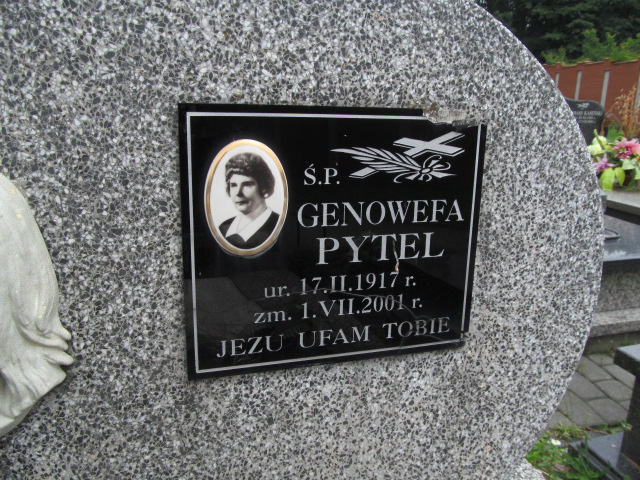 Ś.P.
GENOWEFA
PYTEL
ur. 17.II.1917 r.
zm. 1.VII.2001 r.
JEZU UFAM TOBIE